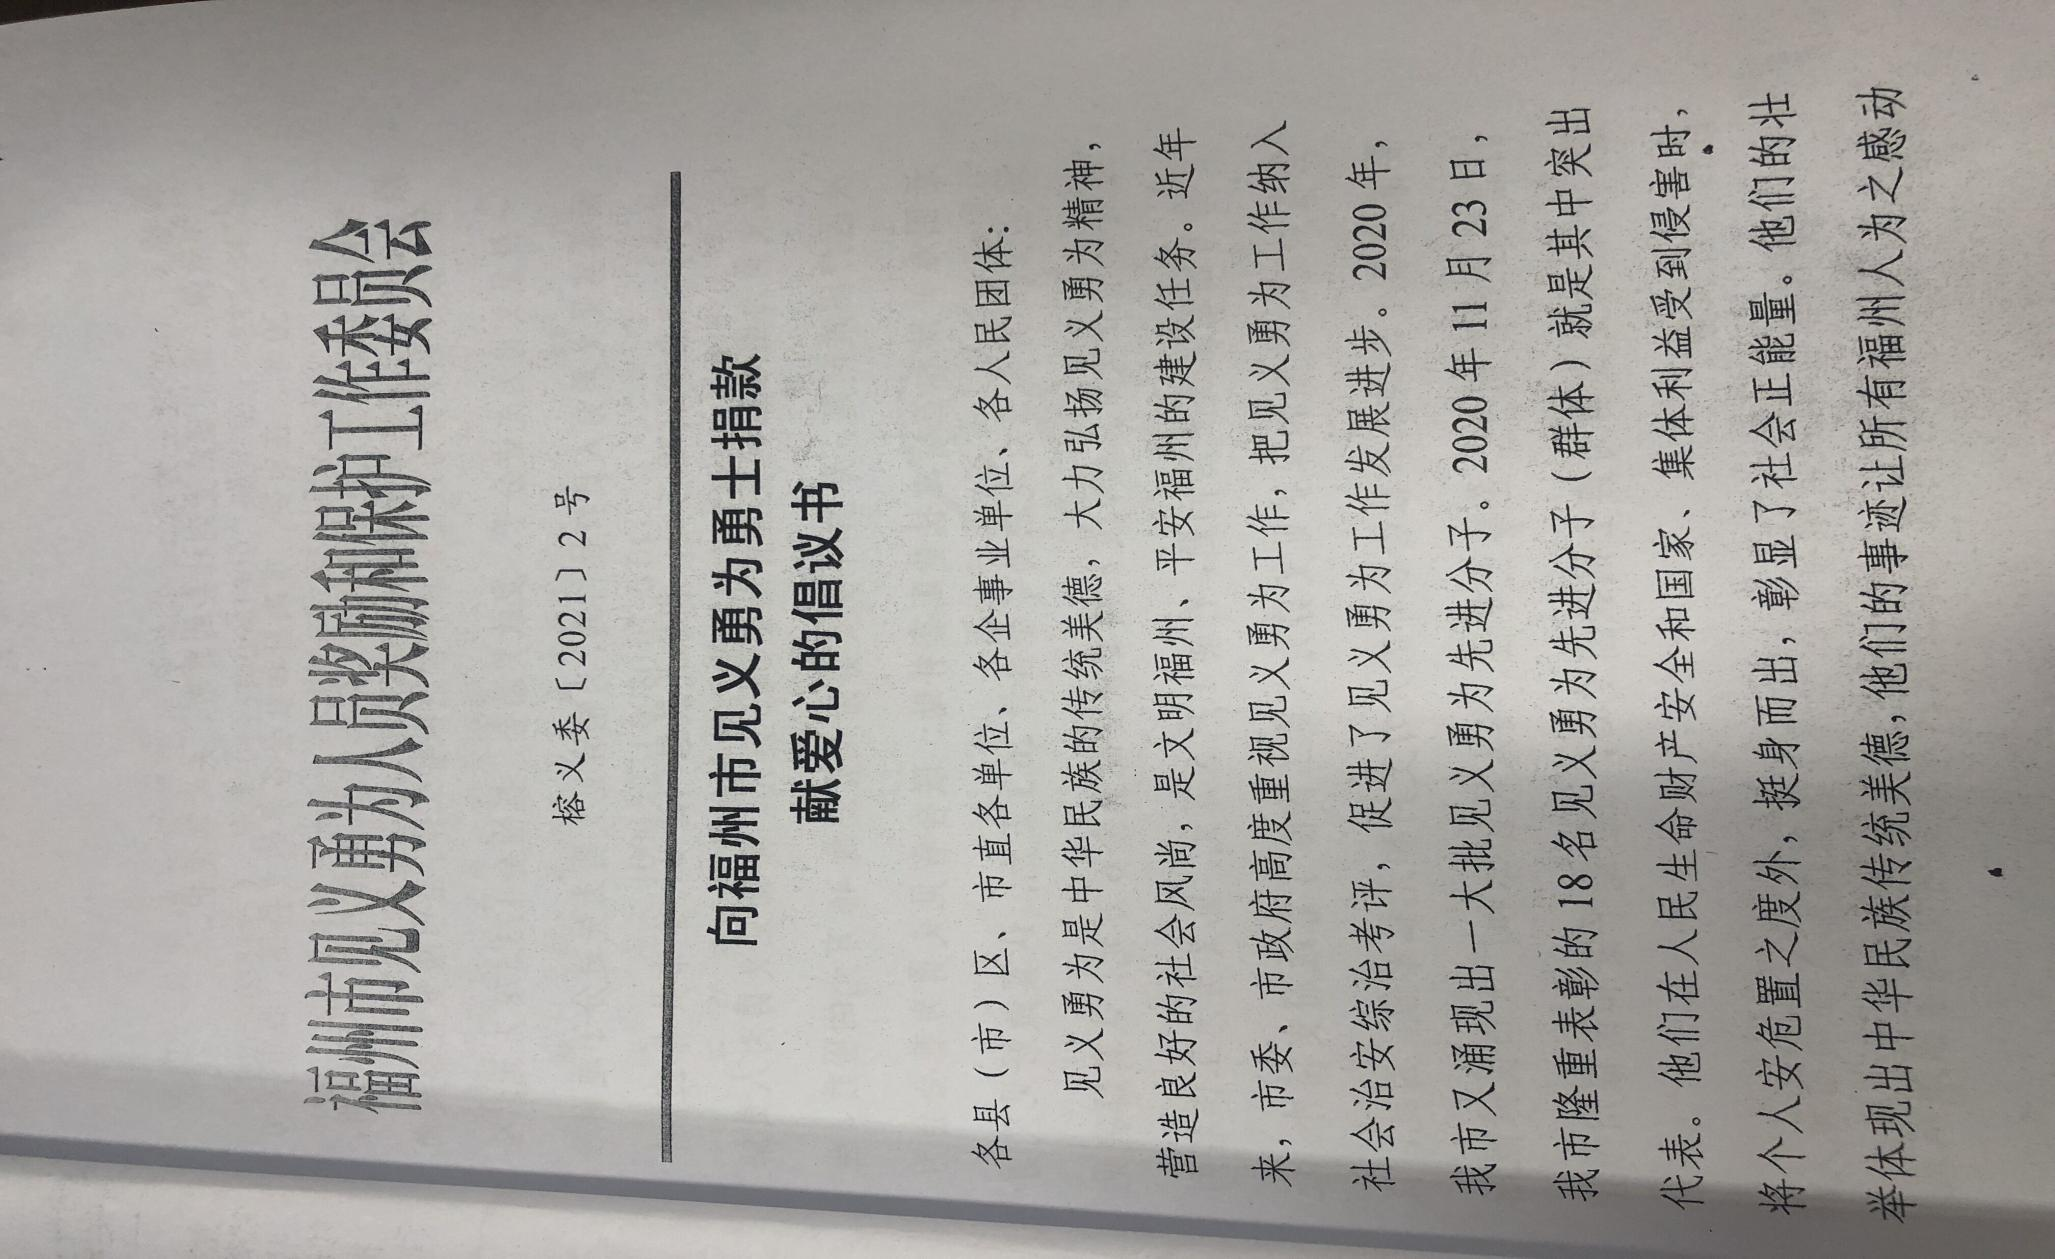 福州市见义勇为人员奖励和保护工作委员会
榕义委〔2021〕2号
向福州市见义勇为勇士捐款
献爱心的倡议书
各县（市）区、市直各单位、各企事业单位、各人民团体：
见义勇为是中华民族的传统美德，大力弘扬见义勇为精神，
营造良好的社会风尚，是文明福州、平安福州的建设任务。近年
来，市委、市政府高度重视见义勇为工作，把见义勇为工作纳入
社会治安综治考评，促进了见义勇为工作发展进步。2020年，
我市又涌现出一大批见义勇为先进分子。2020年11月23日，
我市隆重表彰的18名见义勇为先进分子（群体）就是其中突出
代表。他们在人民生命财产安全和国家、集体利益受到侵害时，
将个人安危置之度外，挺身而出，彰显了社会正能量。他们的壮
举体现出中华民族传统美德，他们的事迹让所有福州人为之感动